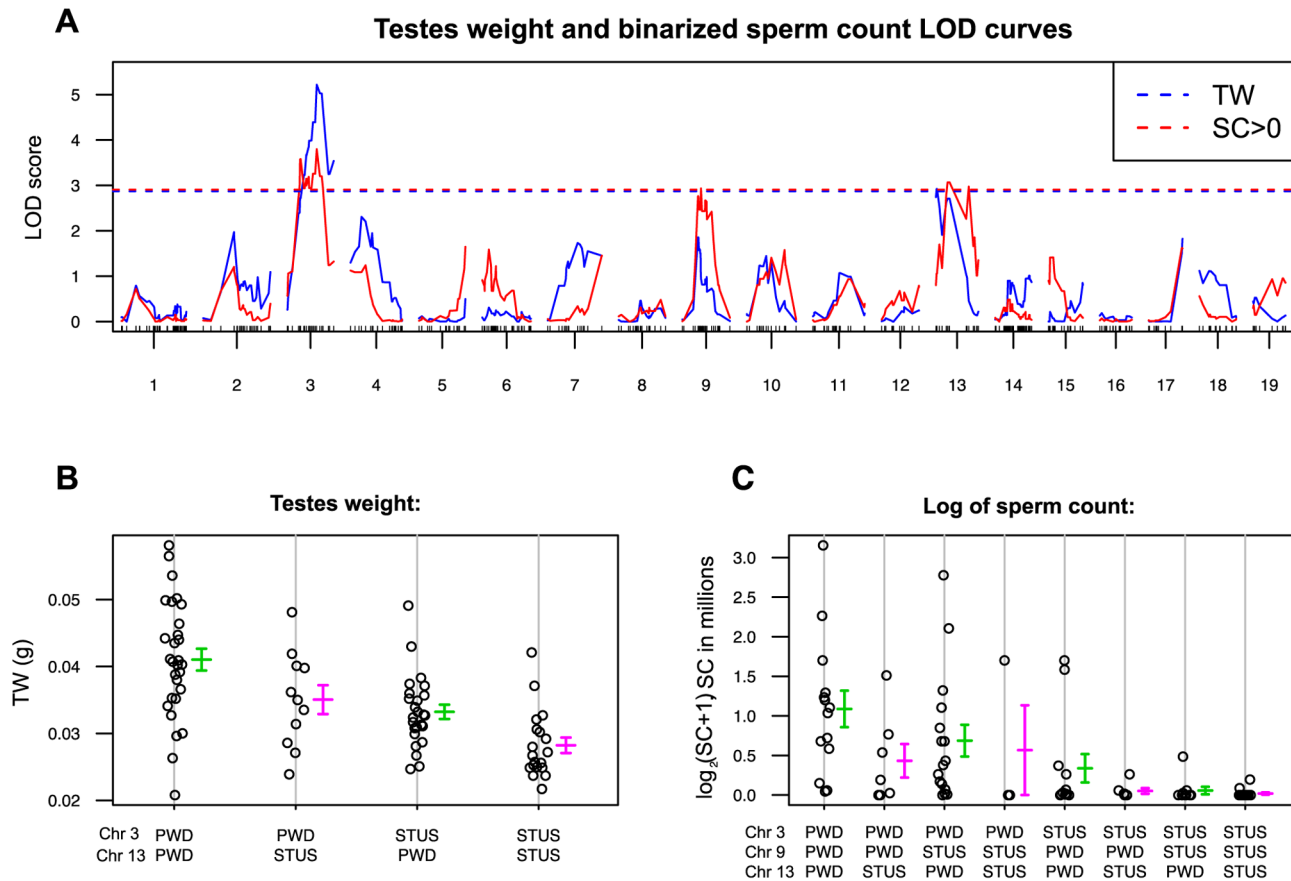 A
Testes weight and binarized sperm count LOD curves
LOD score
5
4
3
2
1
0
TW
SC>0
1 2 3 4 5 6 7 8 9 10 11 12 13 14 15 16 17 18 19
B
Testes weight:
TW (g)
0.05
0.04
0.03
0.02
Chr 3 PWD PWD STUS STUS
Chr 13 PWD STUS PWD STUS
C
Log of sperm count:
log₂(SC+1) SC in millions
3.0
2.5
2.0
1.5
1.0
0.5
0.0
Chr 3 PWD PWD PWD PWD STUS STUS STUS STUS
Chr 9 PWD PWD STUS STUS PWD PWD STUS STUS
Chr 13 PWD STUS PWD STUS PWD STUS PWD STUS